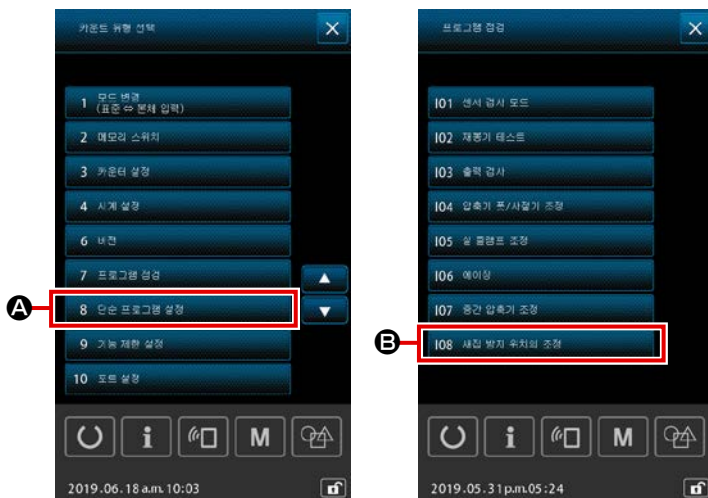 카운트 유형 선택
1 모드 변경
(표준 ⇔ 본체 입력)
2 메모리 스위치
3 카운터 설정
4 시계 설정
6 버전
7 프로그램 점검
A
8 단순 프로그램 설정
9 기능 제한 설정
10 포트 설정
M
2019.06.18 a.m. 10:03
프로그램 점검
I01 센서 검사 모드
I02 재봉기 테스트
I03 출력 검사
I04 압축기 풋/사절기 조정
I05 실 클램프 조정
I06 에이징
I07 중간 압축기 조정
B
I08 새집 방지 위치의 조정
M
2019.05.31 p.m. 05:24